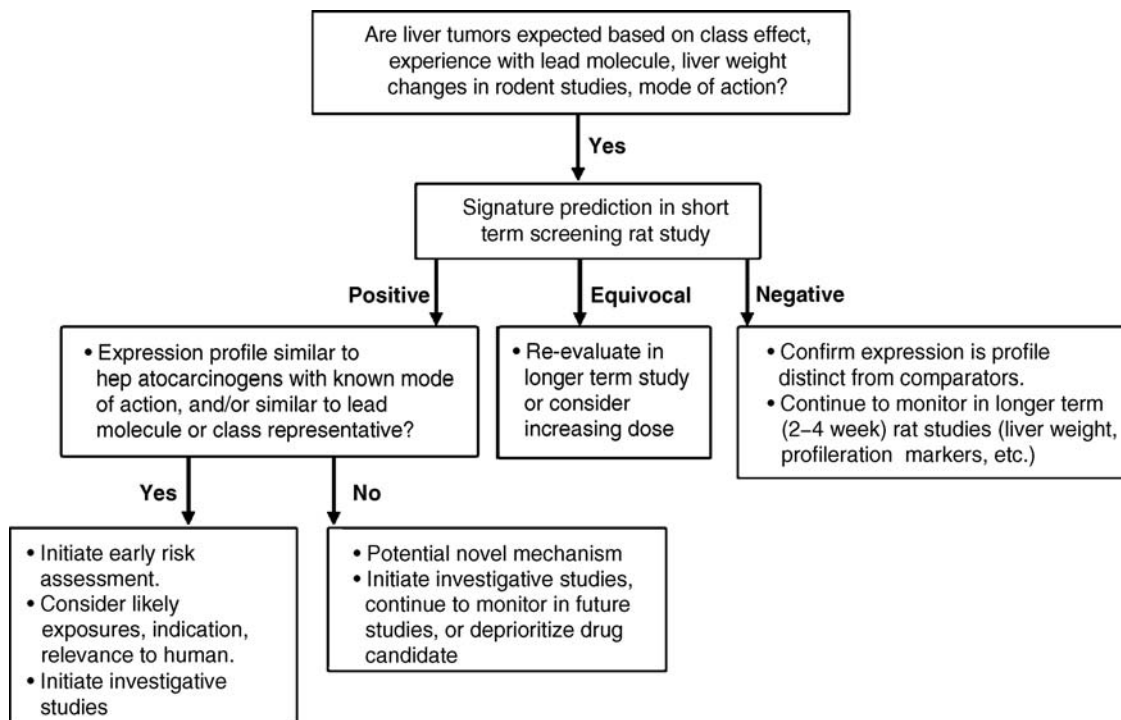 Are liver tumors expected based on class effect,
experience with lead molecule, liver weight
changes in rodent studies, mode of action?
Yes
Signature prediction in short
term screening rat study
Positive
Equivocal
Negative
• Expression profile similar to
hep atocarcinogens with known mode
of action, and/or similar to lead
molecule or class representative?
• Re-evaluate in
longer term study
or consider
increasing dose
• Confirm expression is profile
distinct from comparators.
• Continue to monitor in longer term
(2–4 week) rat studies (liver weight,
profileration markers, etc.)
Yes
No
• Initiate early risk
assessment.
• Consider likely
exposures, indication,
relevance to human.
• Initiate investigative
studies
• Potential novel mechanism
• Initiate investigative studies,
continue to monitor in future
studies, or deprioritize drug
candidate